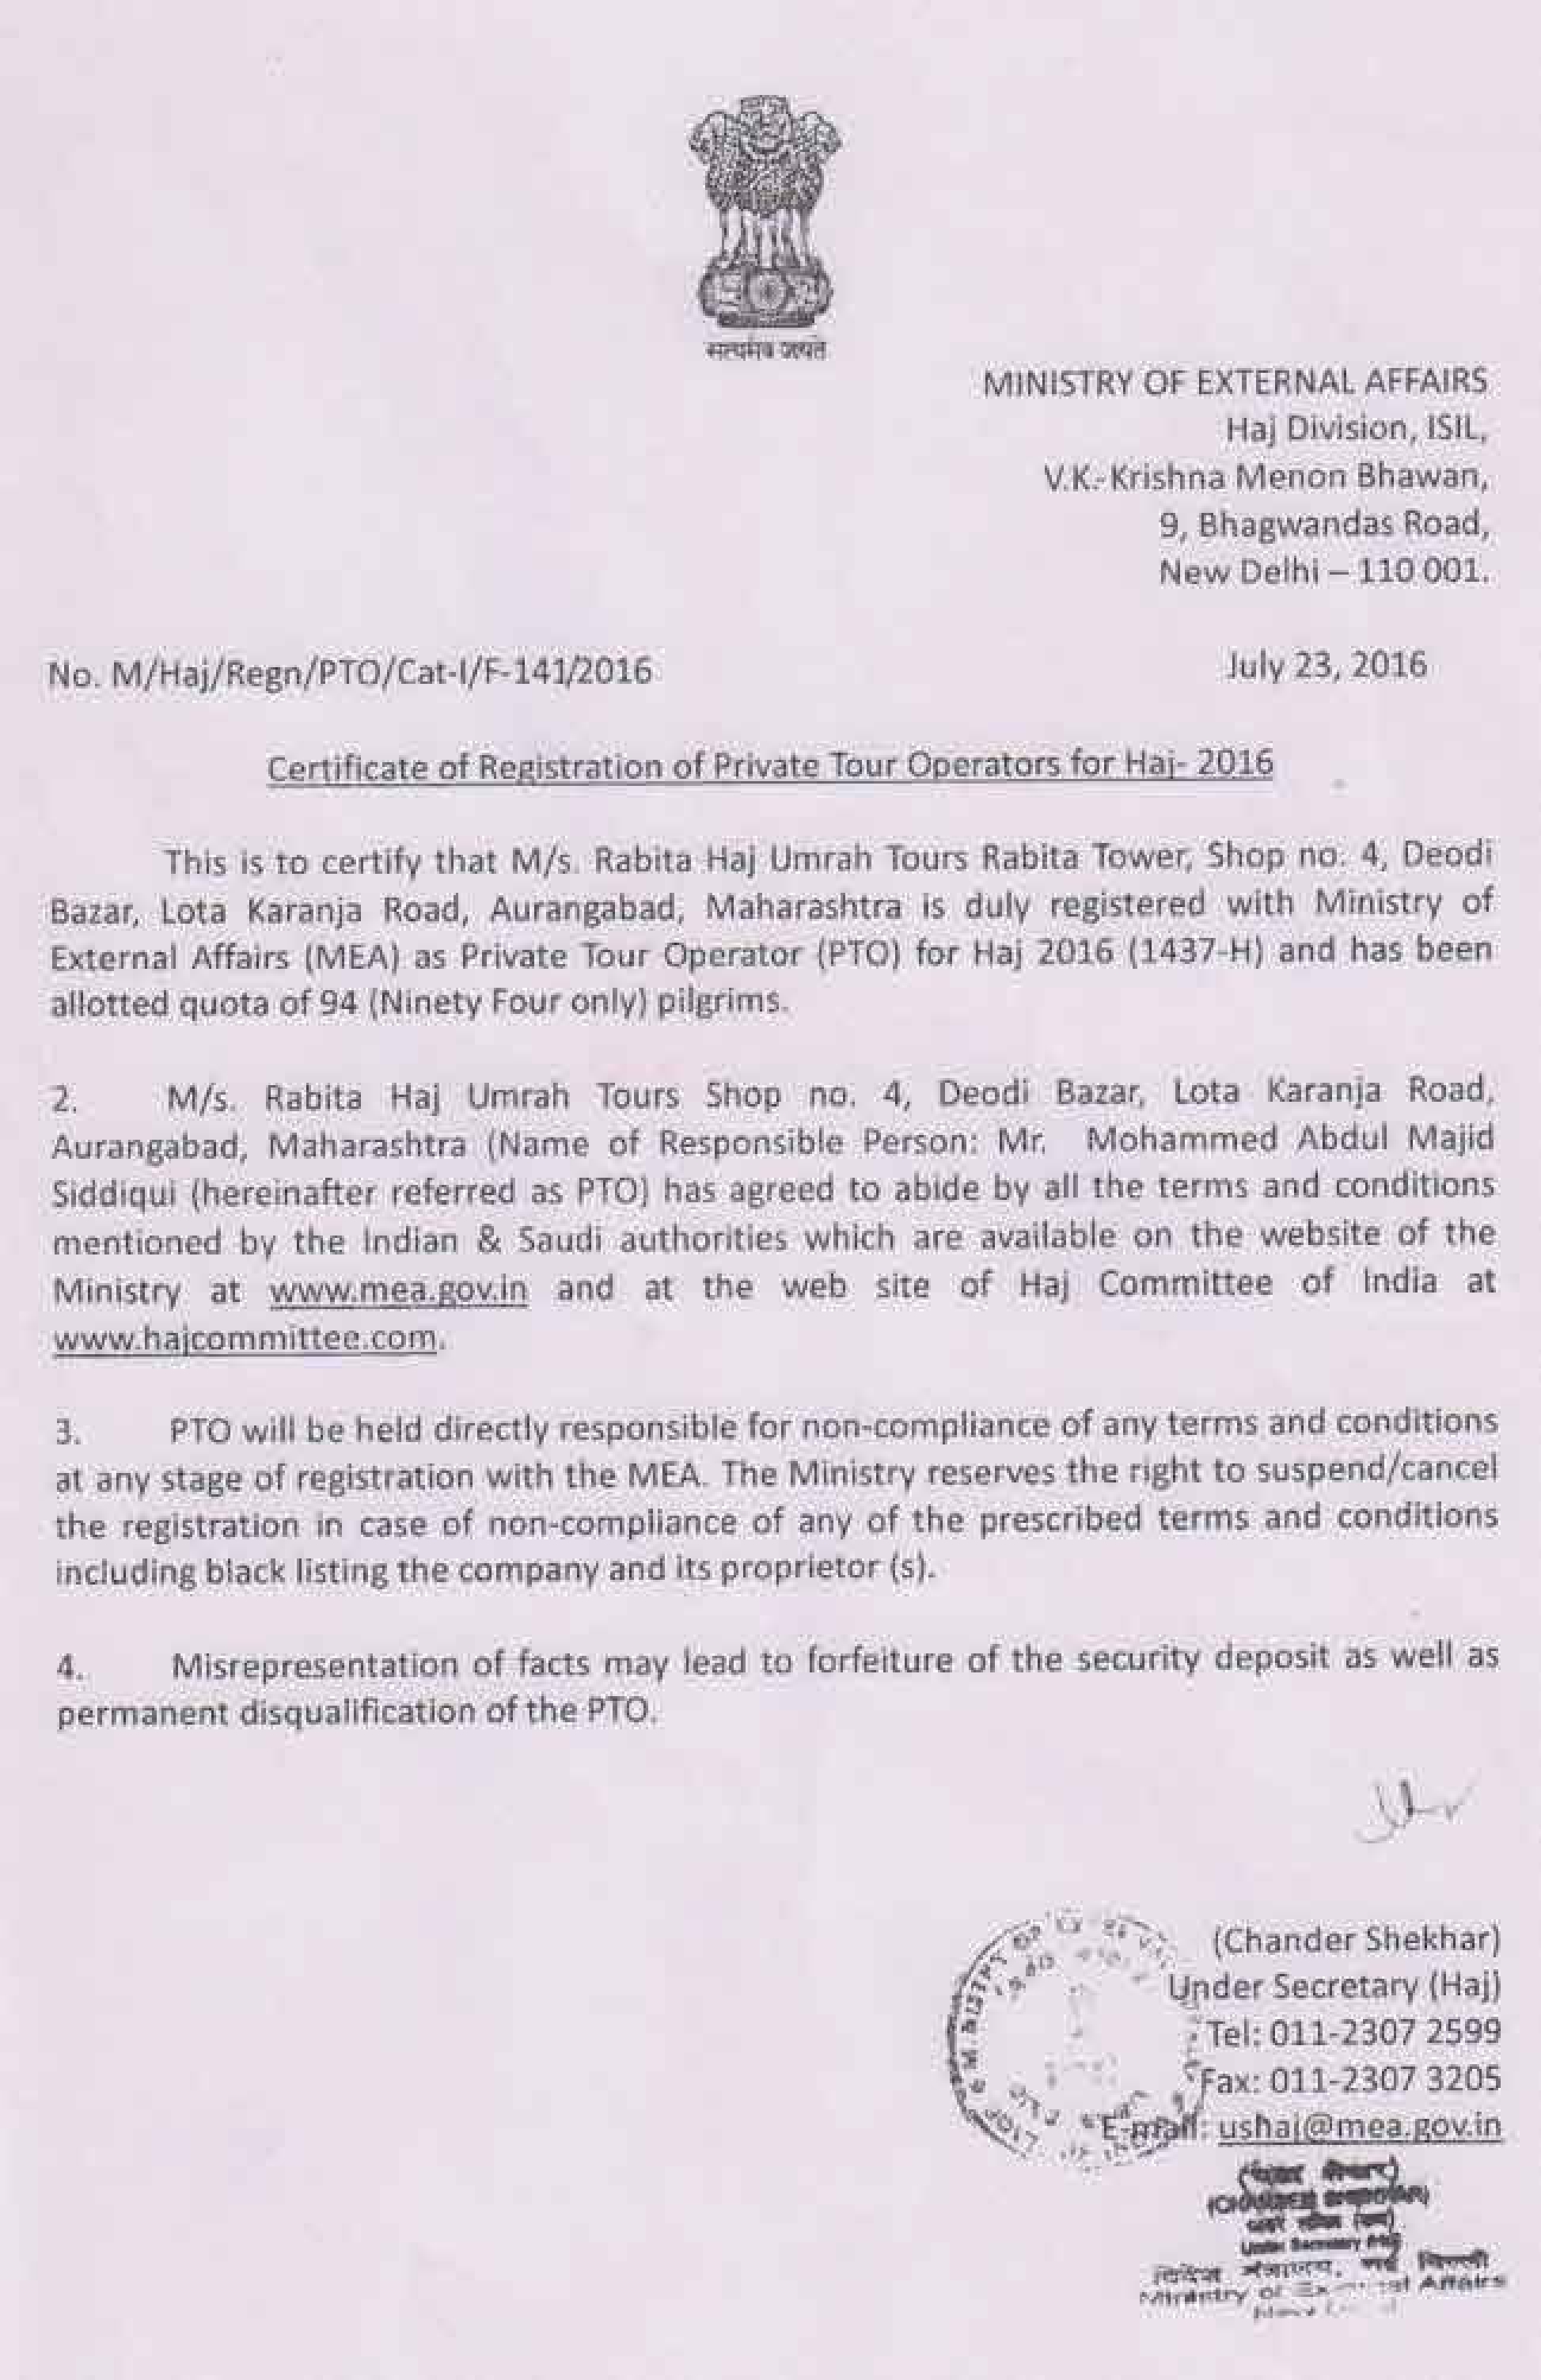 सत्यमेव जयते
MINISTRY OF EXTERNAL AFFAIRS
Haj Division, ISIL,
V.K. Krishna Menon Bhawan,
9, Bhagwandas Road,
New Delhi – 110 001.
No. M/Haj/Regn/PTO/Cat-I/F-141/2016
July 23, 2016
Certificate of Registration of Private Tour Operators for Haj- 2016
This is to certify that M/s. Rabita Haj Umrah Tours Rabita Tower, Shop no. 4, Deodi
Bazar, Lota Karanja Road, Aurangabad, Maharashtra is duly registered with Ministry of
External Affairs (MEA) as Private Tour Operator (PTO) for Haj 2016 (1437-H) and has been
allotted quota of 94 (Ninety Four only) pilgrims.
2. M/s. Rabita Haj Umrah Tours Shop no. 4, Deodi Bazar, Lota Karanja Road,
Aurangabad, Maharashtra (Name of Responsible Person: Mr. Mohammed Abdul Majid
Siddiqui (hereinafter referred as PTO) has agreed to abide by all the terms and conditions
mentioned by the Indian & Saudi authorities which are available on the website of the
Ministry at www.mea.gov.in and at the web site of Haj Committee of India at
www.hajcommittee.com.
3. PTO will be held directly responsible for non-compliance of any terms and conditions
at any stage of registration with the MEA. The Ministry reserves the right to suspend/cancel
the registration in case of non-compliance of any of the prescribed terms and conditions
including black listing the company and its proprietor (s).
4. Misrepresentation of facts may lead to forfeiture of the security deposit as well as
permanent disqualification of the PTO.
(Chander Shekhar)
Under Secretary (Haj)
Tel: 011-2307 2599
Fax: 011-2307 3205
E-mail: ushaj@mea.gov.in
Under Secretary
Ministry of Affairs